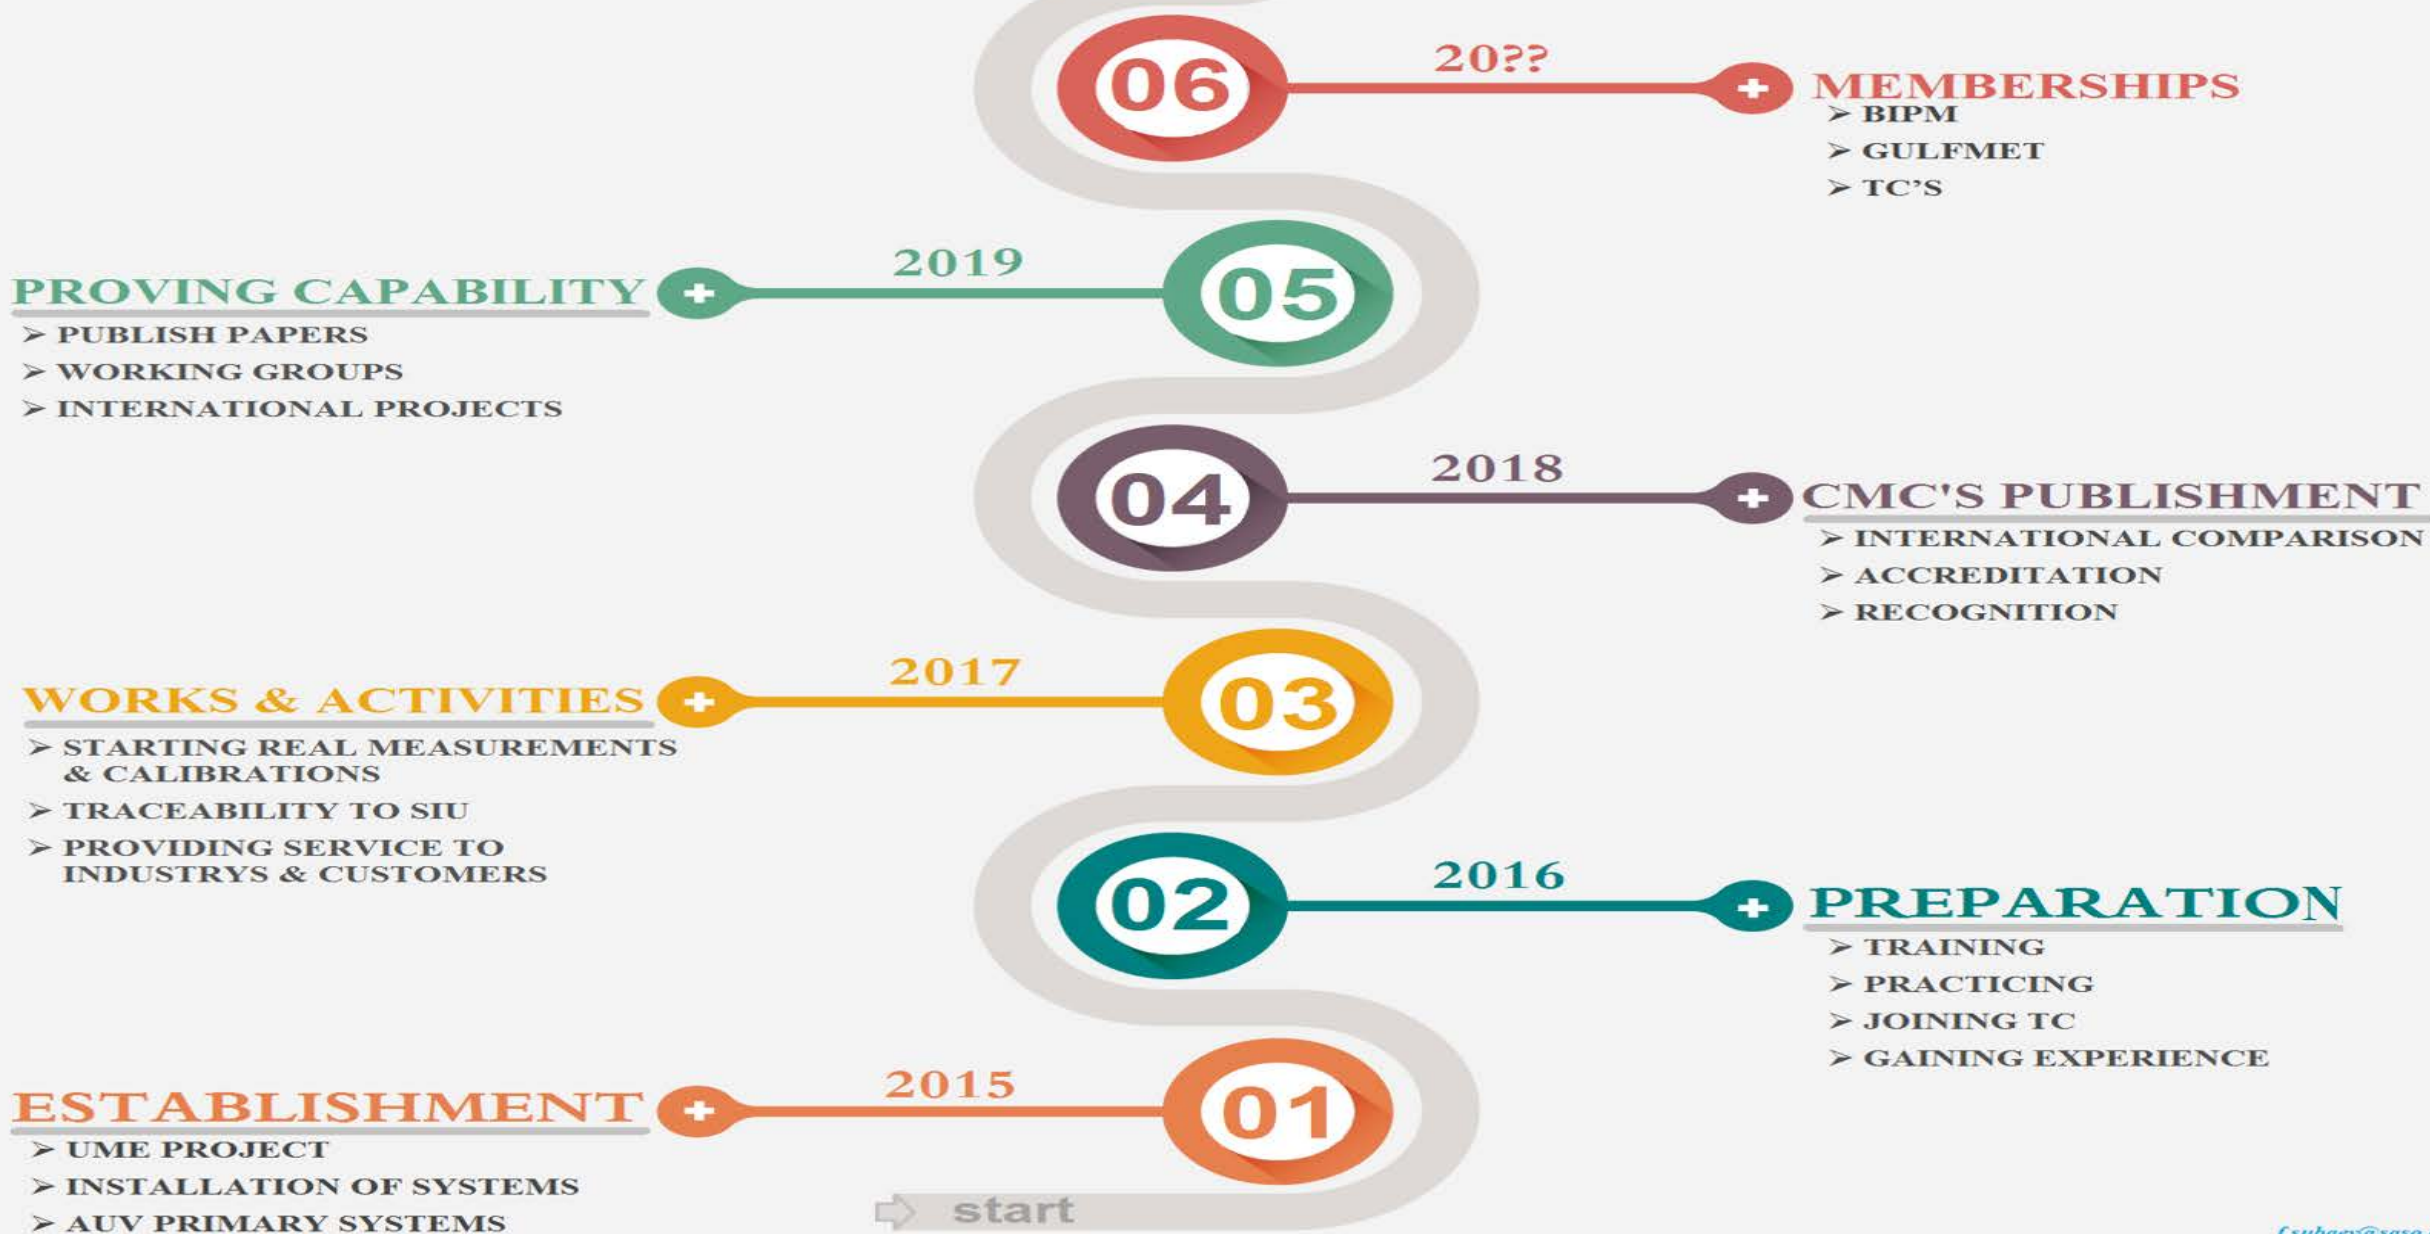 06
20??
MEMBERSHIPS
➢ BIPM
➢ GULFMET
➢ TC’S
PROVING CAPABILITY
2019
05
➢ PUBLISH PAPERS
➢ WORKING GROUPS
➢ INTERNATIONAL PROJECTS
04
2018
CMC'S PUBLISHMENT
➢ INTERNATIONAL COMPARISON
➢ ACCREDITATION
➢ RECOGNITION
WORKS & ACTIVITIES
2017
03
➢ STARTING REAL MEASUREMENTS
& CALIBRATIONS
➢ TRACEABILITY TO SIU
➢ PROVIDING SERVICE TO
INDUSTRYS & CUSTOMERS
02
2016
PREPARATION
➢ TRAINING
➢ PRACTICING
➢ JOINING TC
➢ GAINING EXPERIENCE
ESTABLISHMENT
2015
01
➢ UME PROJECT
➢ INSTALLATION OF SYSTEMS
➢ AUV PRIMARY SYSTEMS
start